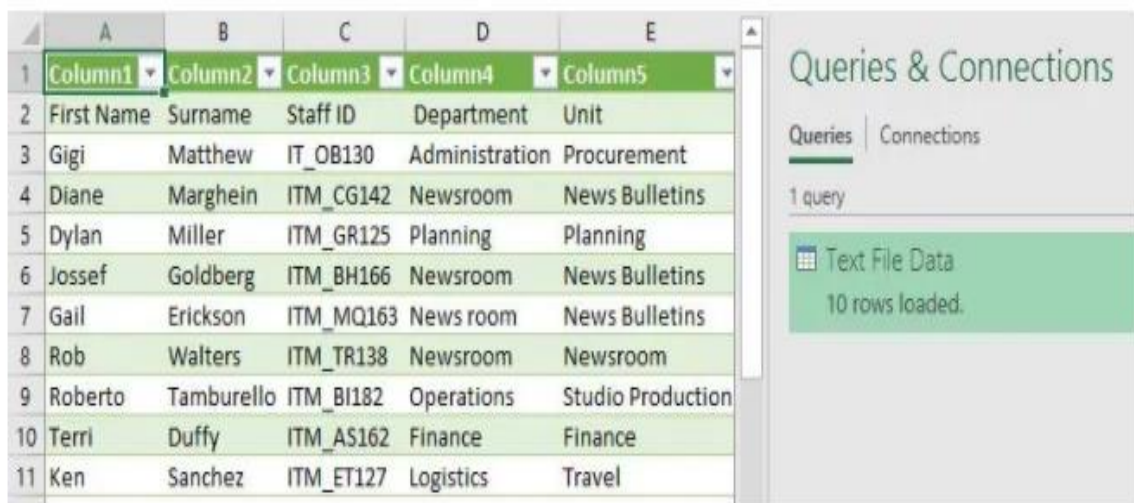 A B C D E
1 Column1 Column2 Column3 Column4 Column5
2 First Name Surname Staff ID Department Unit
3 Gigi Matthew IT_OB130 Administration Procurement
4 Diane Marghein ITM_CG142 Newsroom News Bulletins
5 Dylan Miller ITM_GR125 Planning Planning
6 Jossef Goldberg ITM_BH166 Newsroom News Bulletins
7 Gail Erickson ITM_MQ163 News room News Bulletins
8 Rob Walters ITM_TR138 Newsroom Newsroom
9 Roberto Tamburello ITM_BI182 Operations Studio Production
10 Terri Duffy ITM_AS162 Finance Finance
11 Ken Sanchez ITM_ET127 Logistics Travel
Queries & Connections
Queries | Connections
1 query
Text File Data
10 rows loaded.